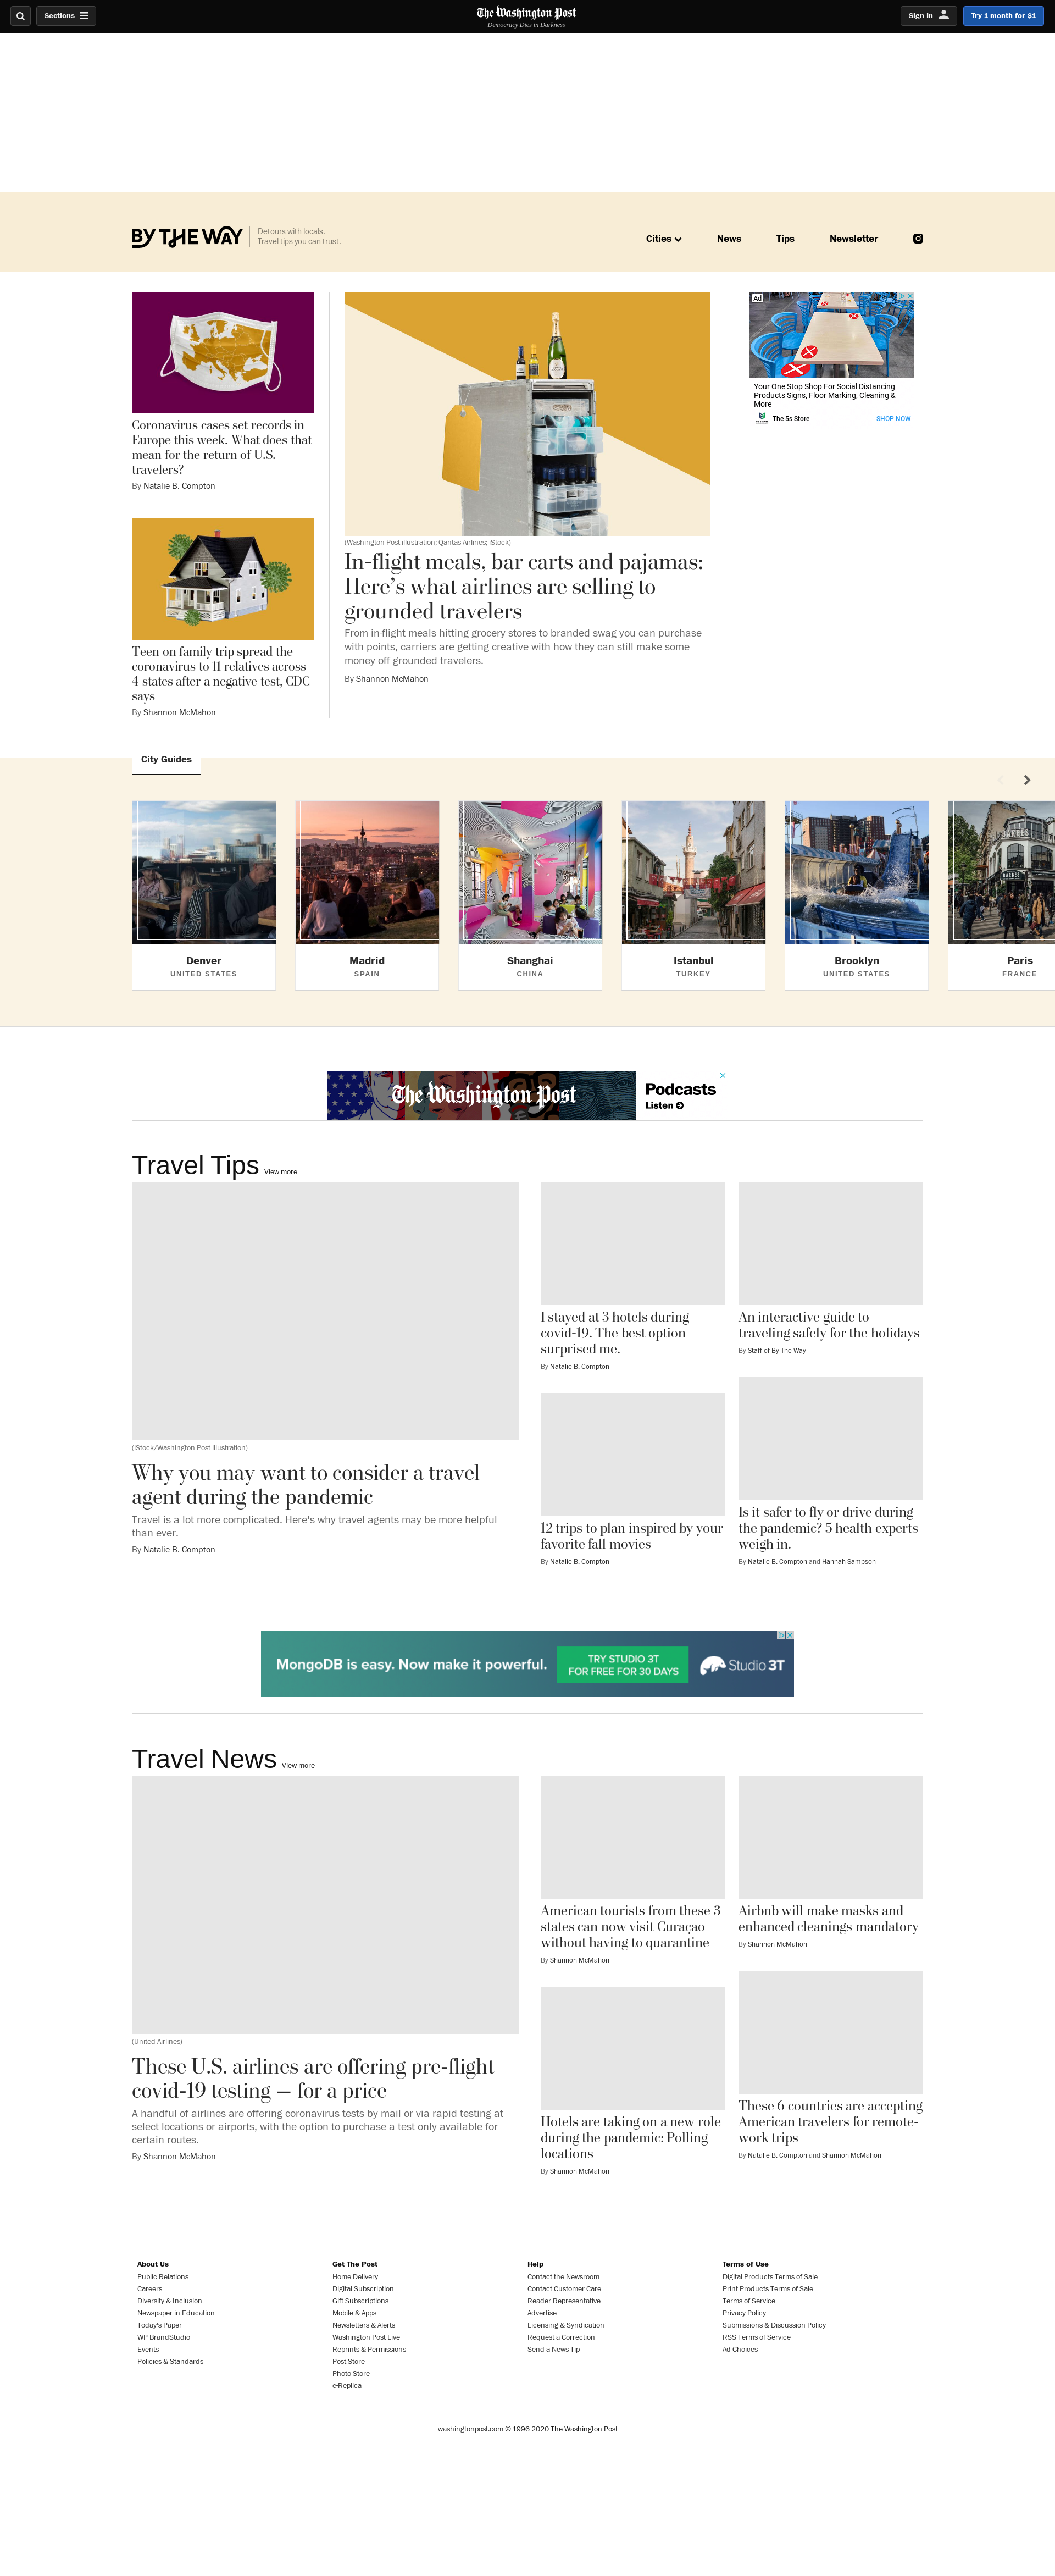 Sections
The Washington Post
Democracy Dies in Darkness
Sign In
Try 1 month for $1
BY THE WAY
Detours with locals.
Travel tips you can trust.
Cities
News
Tips
Newsletter
Coronavirus cases set records in
Europe this week. What does that
mean for the return of U.S.
travelers?
By Natalie B. Compton
Teen on family trip spread the
coronavirus to 11 relatives across
4 states after a negative test, CDC
says
By Shannon McMahon
(Washington Post illustration; Qantas Airlines; iStock)
In-flight meals, bar carts and pajamas:
Here's what airlines are selling to
grounded travelers
From in-flight meals hitting grocery stores to branded swag you can purchase
with points, carriers are getting creative with how they can still make some
money off grounded travelers.
By Shannon McMahon
Ad
Your One Stop Shop For Social Distancing
Products Signs, Floor Marking, Cleaning &
More
The 5s Store
SHOP NOW
City Guides
Denver
UNITED STATES
Madrid
SPAIN
Shanghai
CHINA
Istanbul
TURKEY
Brooklyn
UNITED STATES
Paris
FRANCE
The Washington Post
Podcasts
Listen
Travel Tips View more
(iStock/Washington Post illustration)
Why you may want to consider a travel
agent during the pandemic
Travel is a lot more complicated. Here's why travel agents may be more helpful
than ever.
By Natalie B. Compton
I stayed at 3 hotels during
covid-19. The best option
surprised me.
By Natalie B. Compton
12 trips to plan inspired by your
favorite fall movies
By Natalie B. Compton
An interactive guide to
traveling safely for the holidays
By Staff of By The Way
Is it safer to fly or drive during
the pandemic? 5 health experts
weigh in.
By Natalie B. Compton and Hannah Sampson
MongoDB is easy. Now make it powerful.
TRY STUDIO 3T
FOR FREE FOR 30 DAYS
Studio 3T
Travel News View more
(United Airlines)
These U.S. airlines are offering pre-flight
covid-19 testing — for a price
A handful of airlines are offering coronavirus tests by mail or via rapid testing at
select locations or airports, with the option to purchase a test only available for
certain routes.
By Shannon McMahon
American tourists from these 3
states can now visit Curaçao
without having to quarantine
By Shannon McMahon
Hotels are taking on a new role
during the pandemic: Polling
locations
By Shannon McMahon
Airbnb will make masks and
enhanced cleanings mandatory
By Shannon McMahon
These 6 countries are accepting
American travelers for remote-
work trips
By Natalie B. Compton and Shannon McMahon
About Us
Public Relations
Careers
Diversity & Inclusion
Newspaper in Education
Today's Paper
WP BrandStudio
Events
Policies & Standards
Get The Post
Home Delivery
Digital Subscription
Gift Subscriptions
Mobile & Apps
Newsletters & Alerts
Washington Post Live
Reprints & Permissions
Post Store
Photo Store
e-Replica
Help
Contact the Newsroom
Contact Customer Care
Reader Representative
Advertise
Licensing & Syndication
Request a Correction
Send a News Tip
Terms of Use
Digital Products Terms of Sale
Print Products Terms of Sale
Terms of Service
Privacy Policy
Submissions & Discussion Policy
RSS Terms of Service
Ad Choices
washingtonpost.com © 1996-2020 The Washington Post